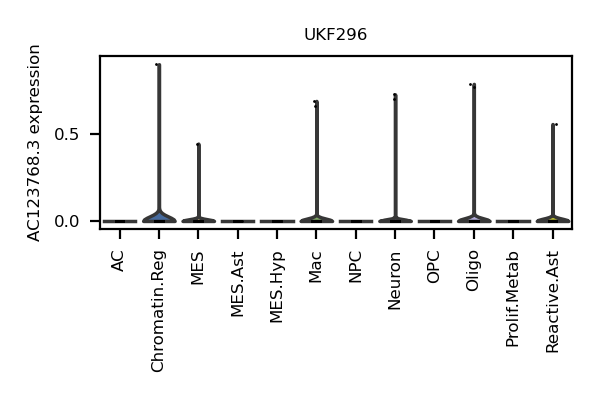 UKF296
AC123768.3 expression
0.5
0.0
AC
Chromatin.Reg
MES
MES.Ast
MES.Hyp
Mac
NPC
Neuron
OPC
Oligo
Prolif.Metab
Reactive.Ast